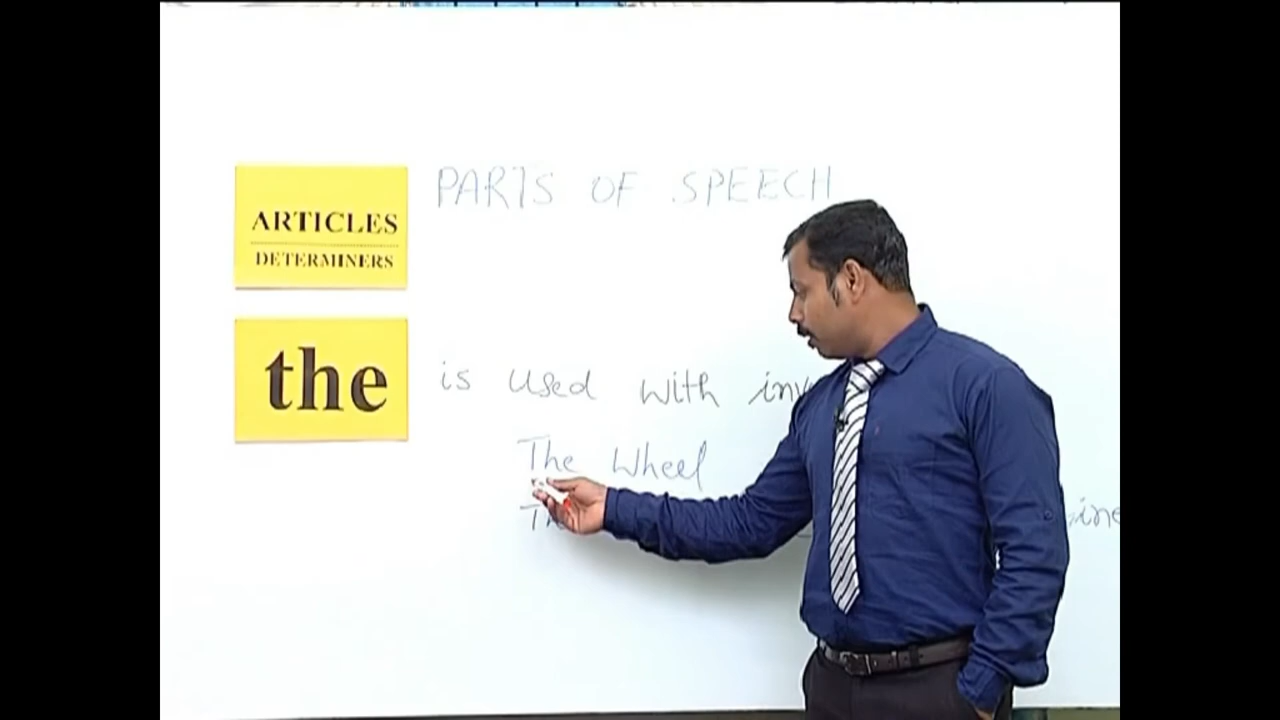 PARTS OF SPEECH
ARTICLES
DETERMINERS
the is used with
The Wheel